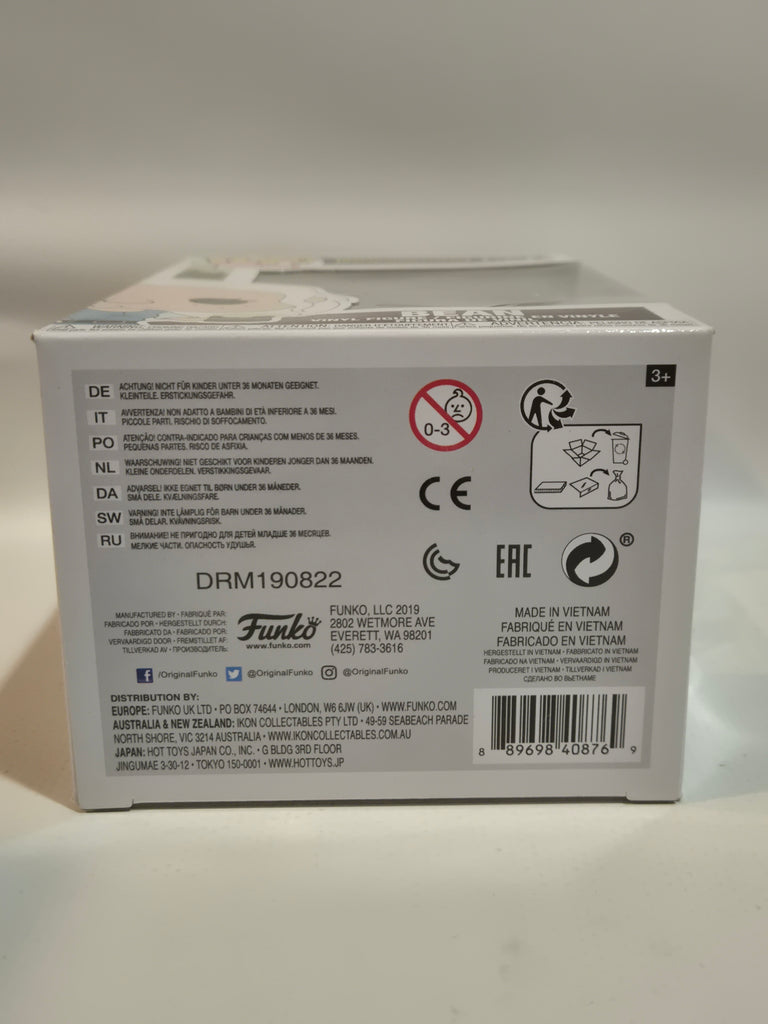 BEAN
WARNING:
ATTENTION:
3+
DE ACHTUNG! NICHT FÜR KINDER UNTER 36 MONATEN GEEIGNET.
KLEINTEILE. ERSTICKUNGSGEFAHR.
IT AVVERTENZA! NON ADATTO A BAMBINI DI ETÀ INFERIORE A 36 MESI.
PICCOLE PARTI. RISCHIO DI SOFFOCAMENTO.
PO ATENÇÃO! CONTRA-INDICADO PARA CRIANÇAS COM MENOS DE 36 MESES.
PEQUENAS PARTES. RISCO DE ASFIXIA.
NL WAARSCHUWING! NIET GESCHIKT VOOR KINDEREN JONGER DAN 36 MAANDEN.
KLEINE ONDERDELEN. VERSTIKKINGSGEVAAR.
DA ADVARSEL! IKKE EGNET TIL BØRN UNDER 36 MÅNEDER.
SMÅ DELE. KVÆLNINGSFARE.
SW VARNING! INTE LÄMPLIG FÖR BARN UNDER 36 MÅNADER.
SMÅ DELAR. KVÄVNINGSRISK.
RU ВНИМАНИЕ! НЕ ПРИГОДНО ДЛЯ ДЕТЕЙ МЛАДШЕ 36 МЕСЯЦЕВ.
МЕЛКИЕ ЧАСТИ. ОПАСНОСТЬ УДУШЬЯ.
0-3
CE
EAC
®
DRM190822
MANUFACTURED BY • FABRIQUÉ PAR:
FABRICADO POR • HERGESTELLT DURCH:
FABBRICATO DA • FABRICADO POR:
VERVAARDIGD DOOR • FREMSTILLET AF:
TILLVERKAD AV • ПРОИЗВОДИТЕЛЬ:
Funko
www.funko.com
FUNKO, LLC 2019
2802 WETMORE AVE
EVERETT, WA 98201
(425) 783-3616
/OriginalFunko @OriginalFunko @OriginalFunko
MADE IN VIETNAM
FABRIQUÉ EN VIETNAM
FABRICADO EN VIETNAM
HERGESTELLT IN VIETNAM • FABBRICATO IN VIETNAM
FABRICADO NA VIETNAM • VERVAARDIGD IN VIETNAM
PRODUCERET I VIETNAM • TILLVERKAD I VIETNAM
СДЕЛАНО ВО ВЬЕТНАМЕ
DISTRIBUTION BY:
EUROPE: FUNKO UK LTD • PO BOX 74644 • LONDON, W6 6JW (UK) • WWW.FUNKO.COM
AUSTRALIA & NEW ZEALAND: IKON COLLECTABLES PTY LTD • 49-59 SEABEACH PARADE
NORTH SHORE, VIC 3214 AUSTRALIA • WWW.IKONCOLLECTABLES.COM.AU
JAPAN: HOT TOYS JAPAN CO., INC. • G BLDG 3RD FLOOR
JINGUMAE 3-30-12 • TOKYO 150-0001 • WWW.HOTTOYS.JP
8 89698 40876 9